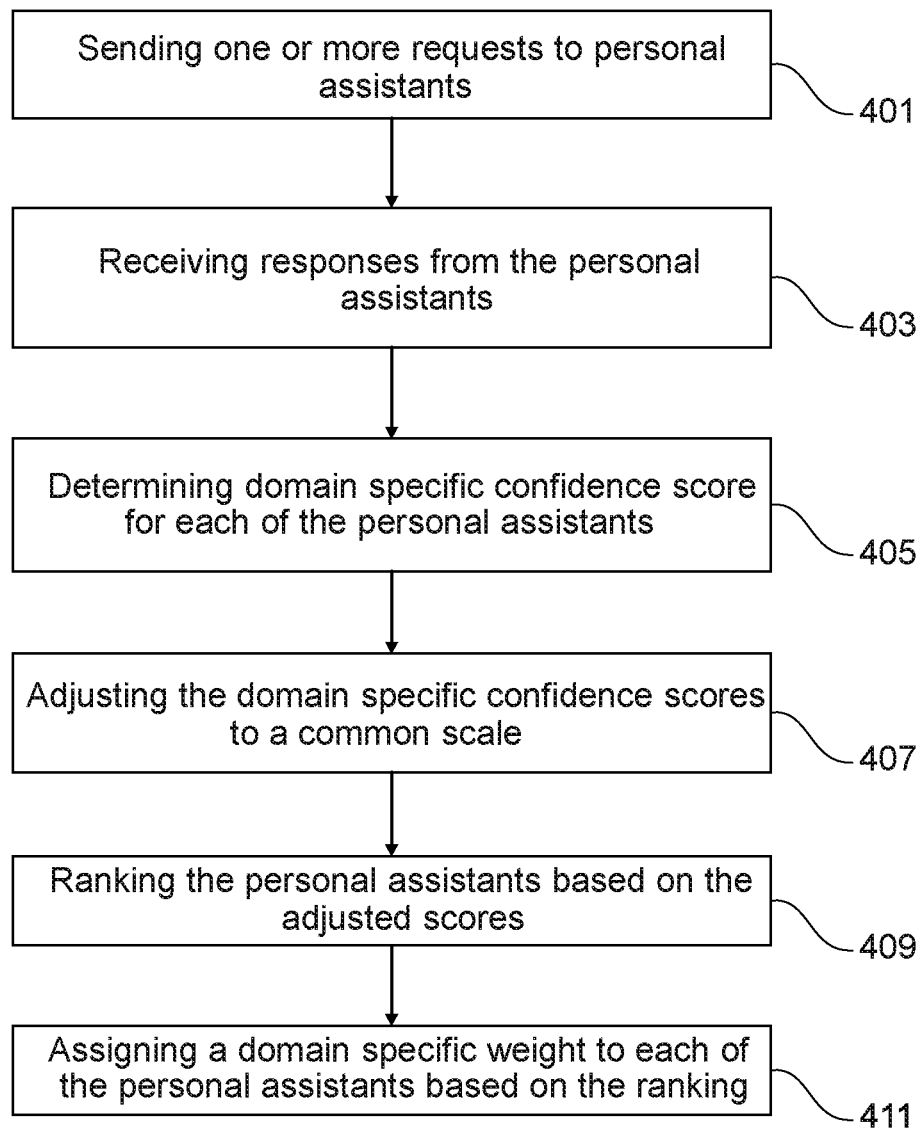 Sending one or more requests to personal
assistants
401
Receiving responses from the personal
assistants
403
Determining domain specific confidence score
for each of the personal assistants
405
Adjusting the domain specific confidence scores
to a common scale
407
Ranking the personal assistants based on the
adjusted scores
409
Assigning a domain specific weight to each of
the personal assistants based on the ranking
411